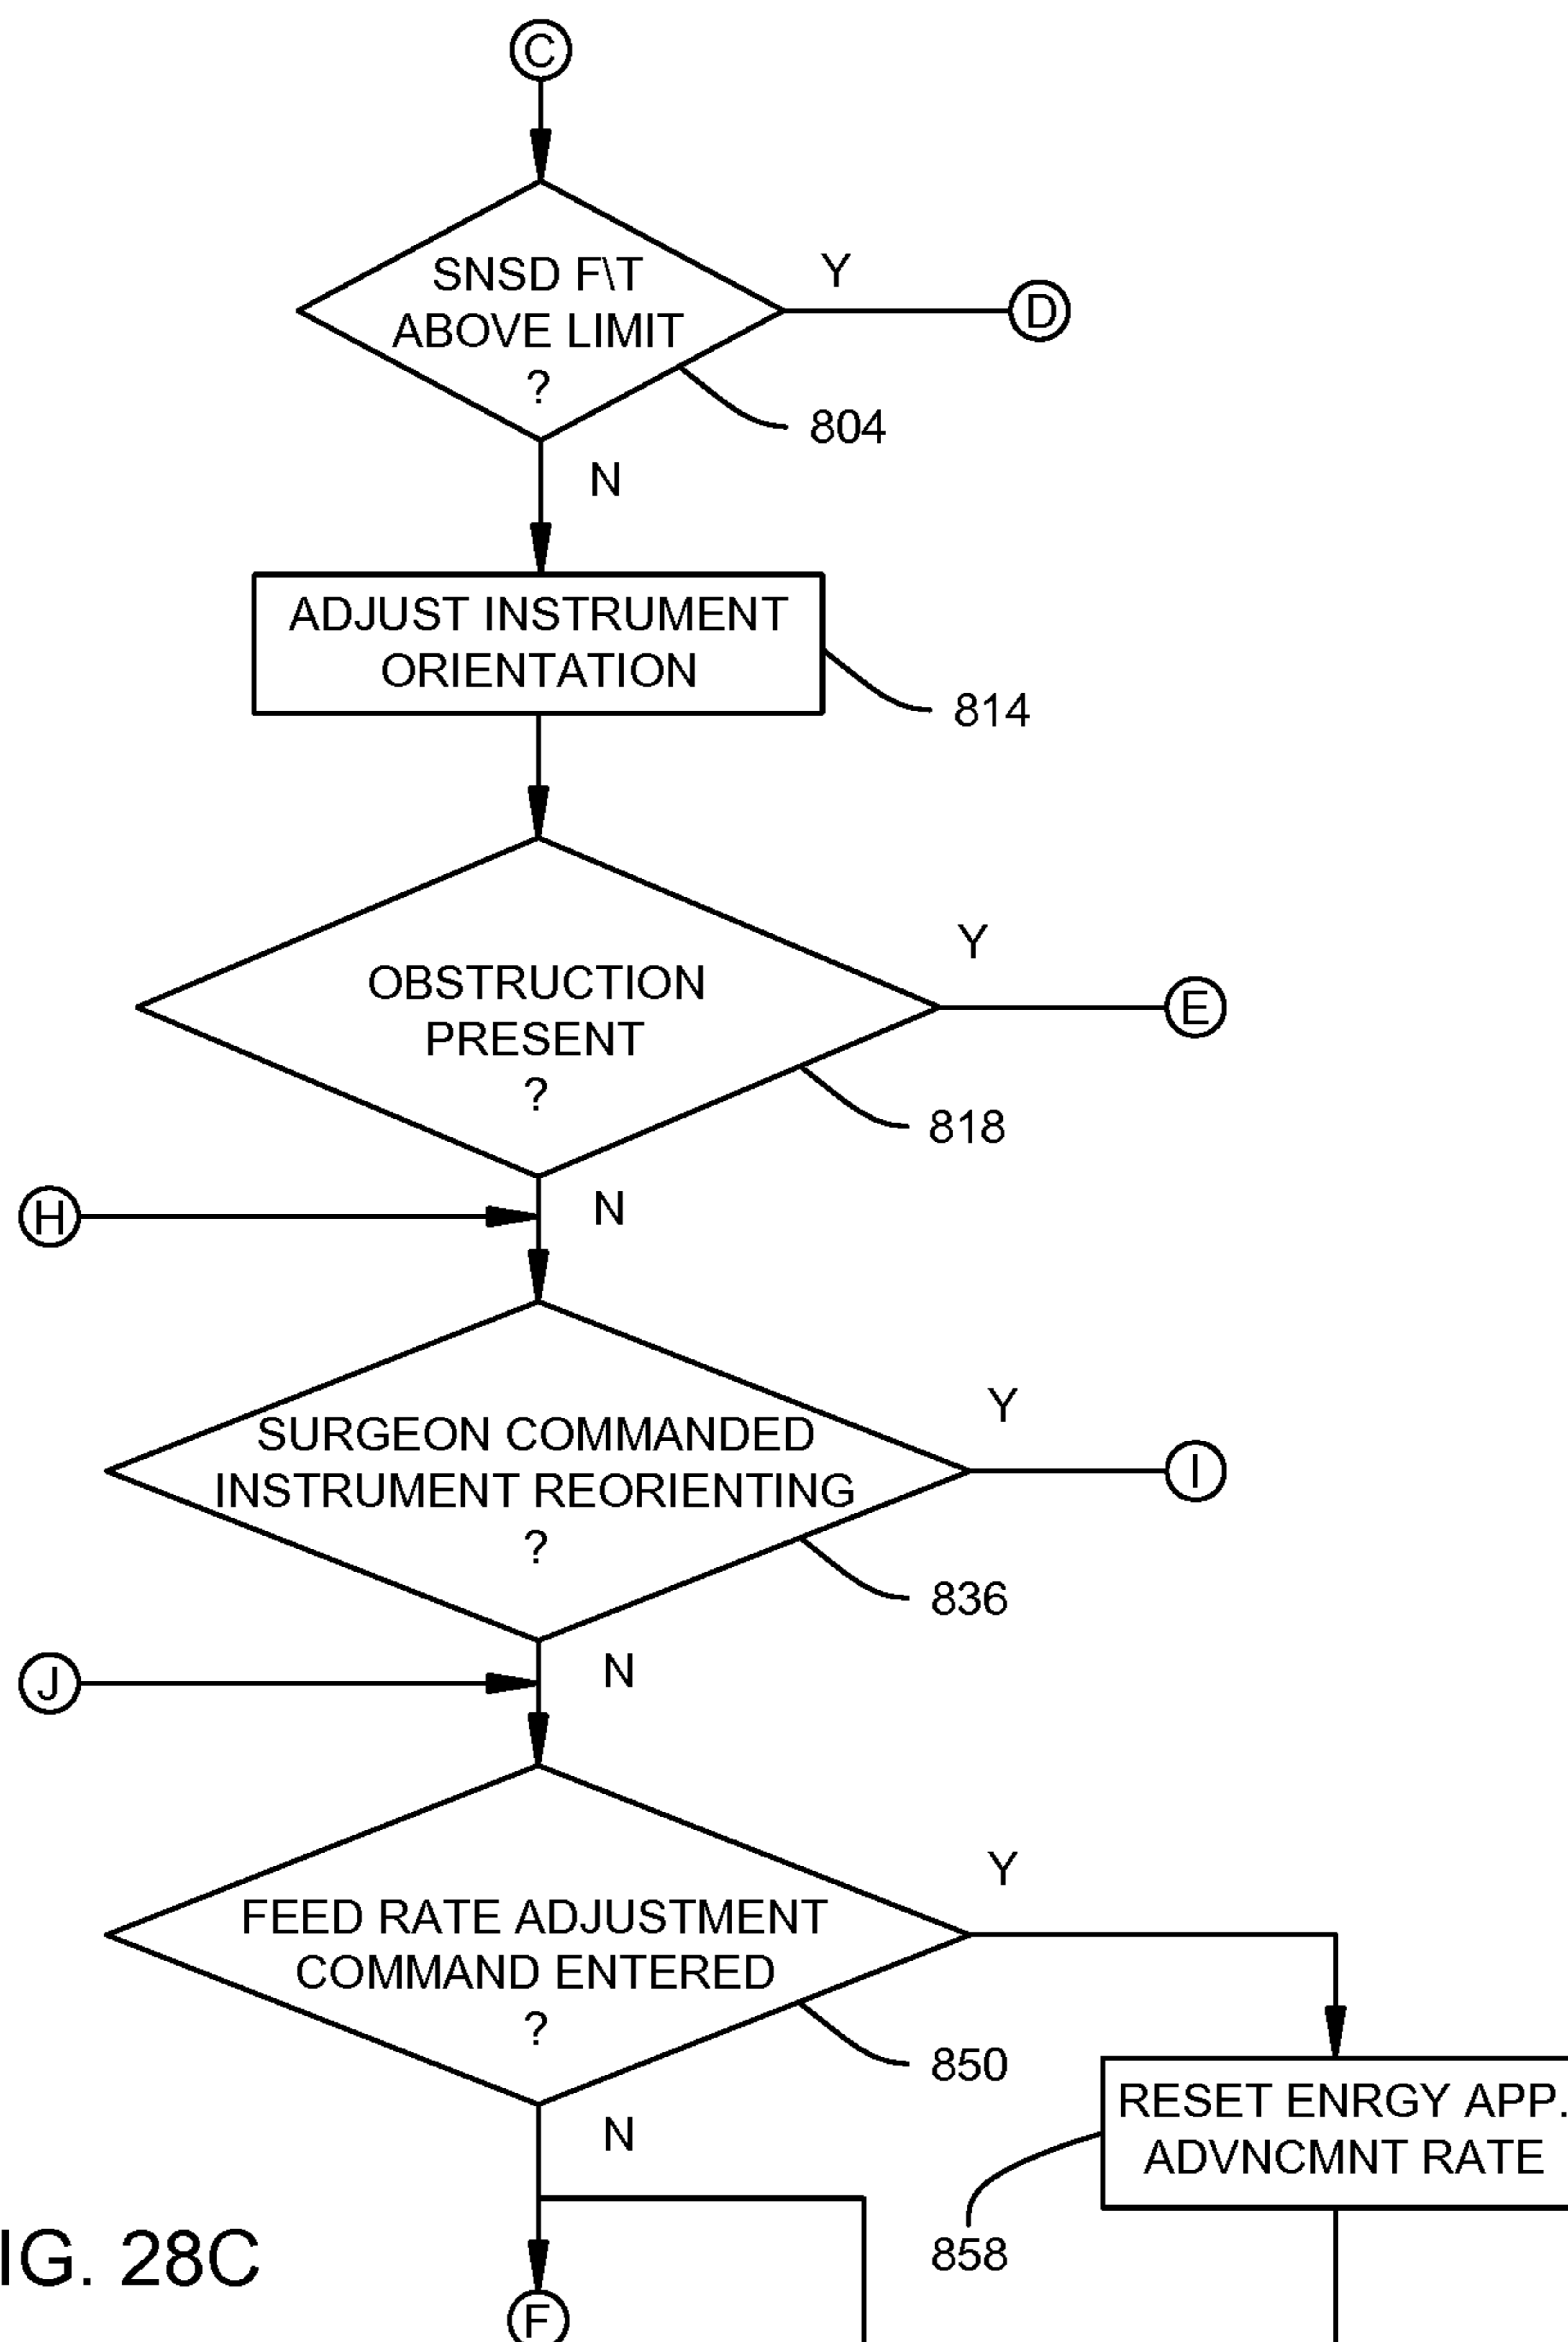 C
SNSD F\T
ABOVE LIMIT
?
Y
D
804
N
ADJUST INSTRUMENT
ORIENTATION
814
OBSTRUCTION
PRESENT
?
Y
E
818
H
N
SURGEON COMMANDED
INSTRUMENT REORIENTING
?
Y
I
836
J
N
FEED RATE ADJUSTMENT
COMMAND ENTERED
?
Y
850
RESET ENRGY APP.
ADVNCMNT RATE
N
858
IG. 28C
F